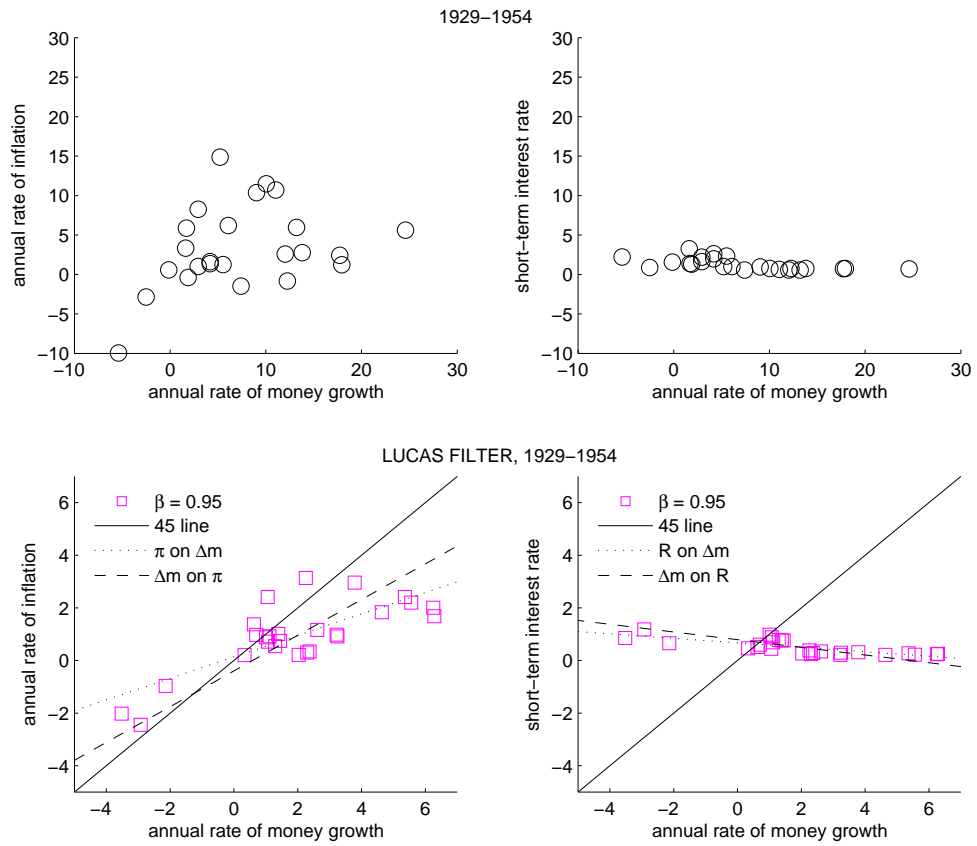 1929−1954
30
25
20
15
10
5
0
−5
−10
−10 0 10 20 30
annual rate of inflation
annual rate of money growth
30
25
20
15
10
5
0
−5
−10
−10 0 10 20 30
short−term interest rate
annual rate of money growth
LUCAS FILTER, 1929−1954
6
4
2
0
−2
−4
−4 −2 0 2 4 6
annual rate of inflation
annual rate of money growth
β = 0.95
45 line
π on Δm
Δm on π
6
4
2
0
−2
−4
−4 −2 0 2 4 6
short−term interest rate
annual rate of money growth
β = 0.95
45 line
R on Δm
Δm on R